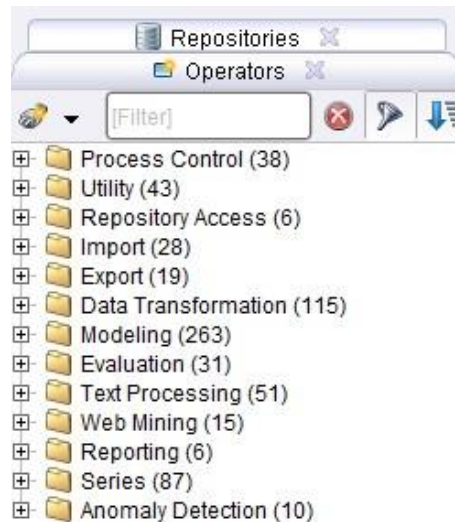 Repositories
Operators
[Filter]
Process Control (38)
Utility (43)
Repository Access (6)
Import (28)
Export (19)
Data Transformation (115)
Modeling (263)
Evaluation (31)
Text Processing (51)
Web Mining (15)
Reporting (6)
Series (87)
Anomaly Detection (10)